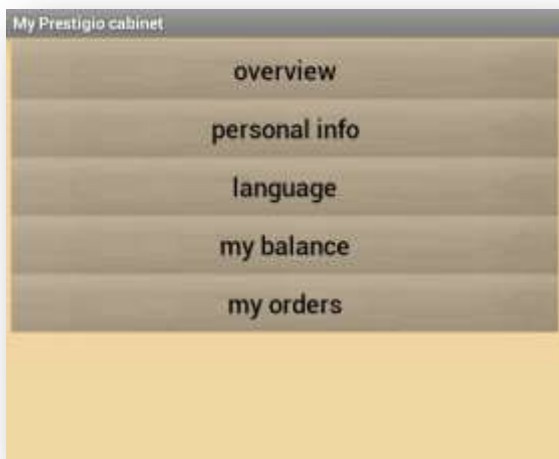 My Prestigio cabinet
overview
personal info
language
my balance
my orders